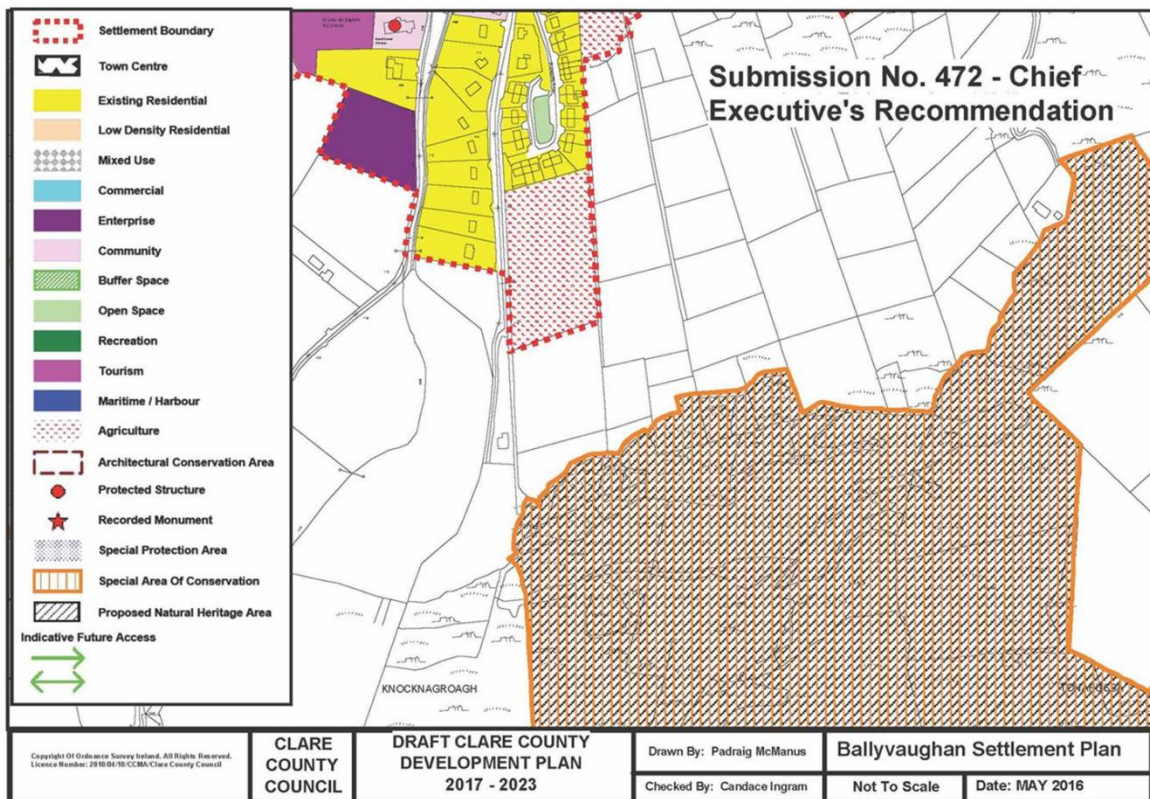 Settlement Boundary
Town Centre
Existing Residential
Low Density Residential
Mixed Use
Commercial
Enterprise
Community
Buffer Space
Open Space
Recreation
Tourism
Maritime / Harbour
Agriculture
Architectural Conservation Area
Protected Structure
Recorded Monument
Special Protection Area
Special Area Of Conservation
Proposed Natural Heritage Area
Indicative Future Access
Submission No. 472 - Chief
Executive's Recommendation
KNOCKNAGROAGH
Copyright Of Ordnance Survey Ireland. All Rights Reserved.
Licence Number: 2010/04/10/CCMA/Clare County Council
CLARE
COUNTY
COUNCIL
DRAFT CLARE COUNTY
DEVELOPMENT PLAN
2017 - 2023
Drawn By: Padraig McManus
Checked By: Candace Ingram
Ballyvaughan Settlement Plan
Not To Scale
Date: MAY 2016